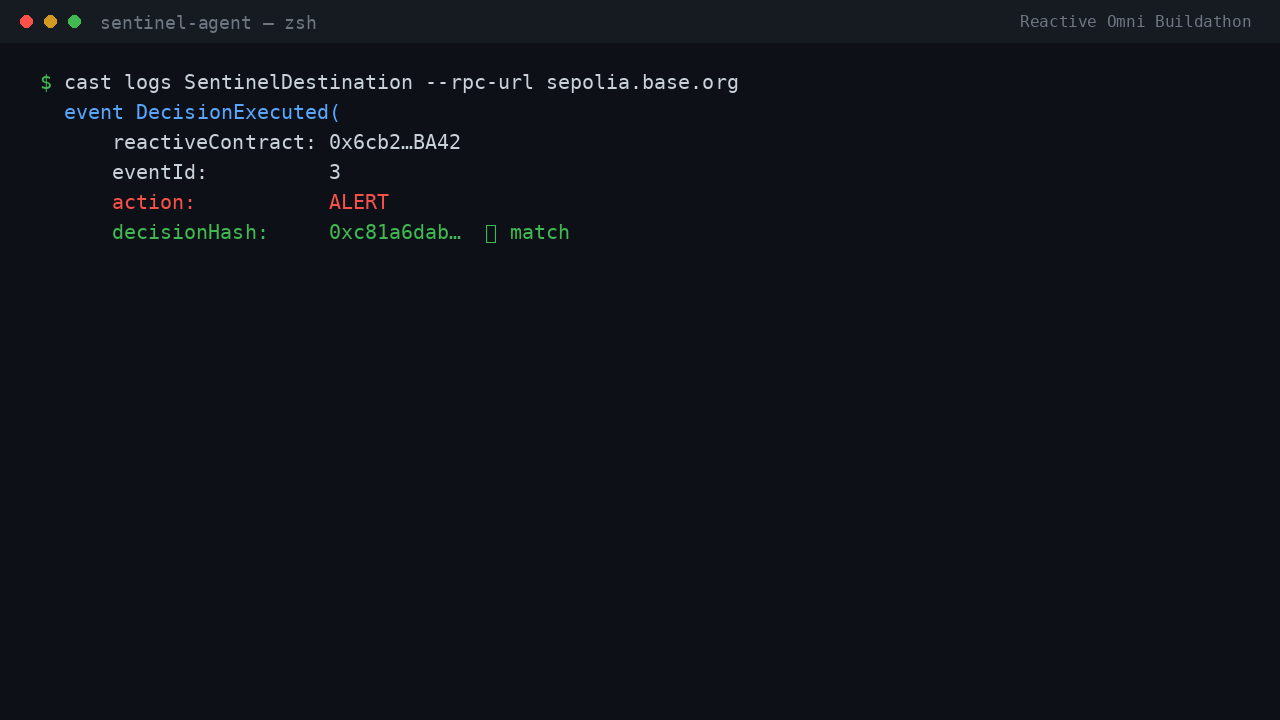 sentinel-agent — zsh
Reactive Omni Buildathon
$ cast logs SentinelDestination --rpc-url sepolia.base.org
event DecisionExecuted(
reactiveContract: 0x6cb2…BA42
eventId: 3
action: ALERT
decisionHash: 0xc81a6dab… ▯ match